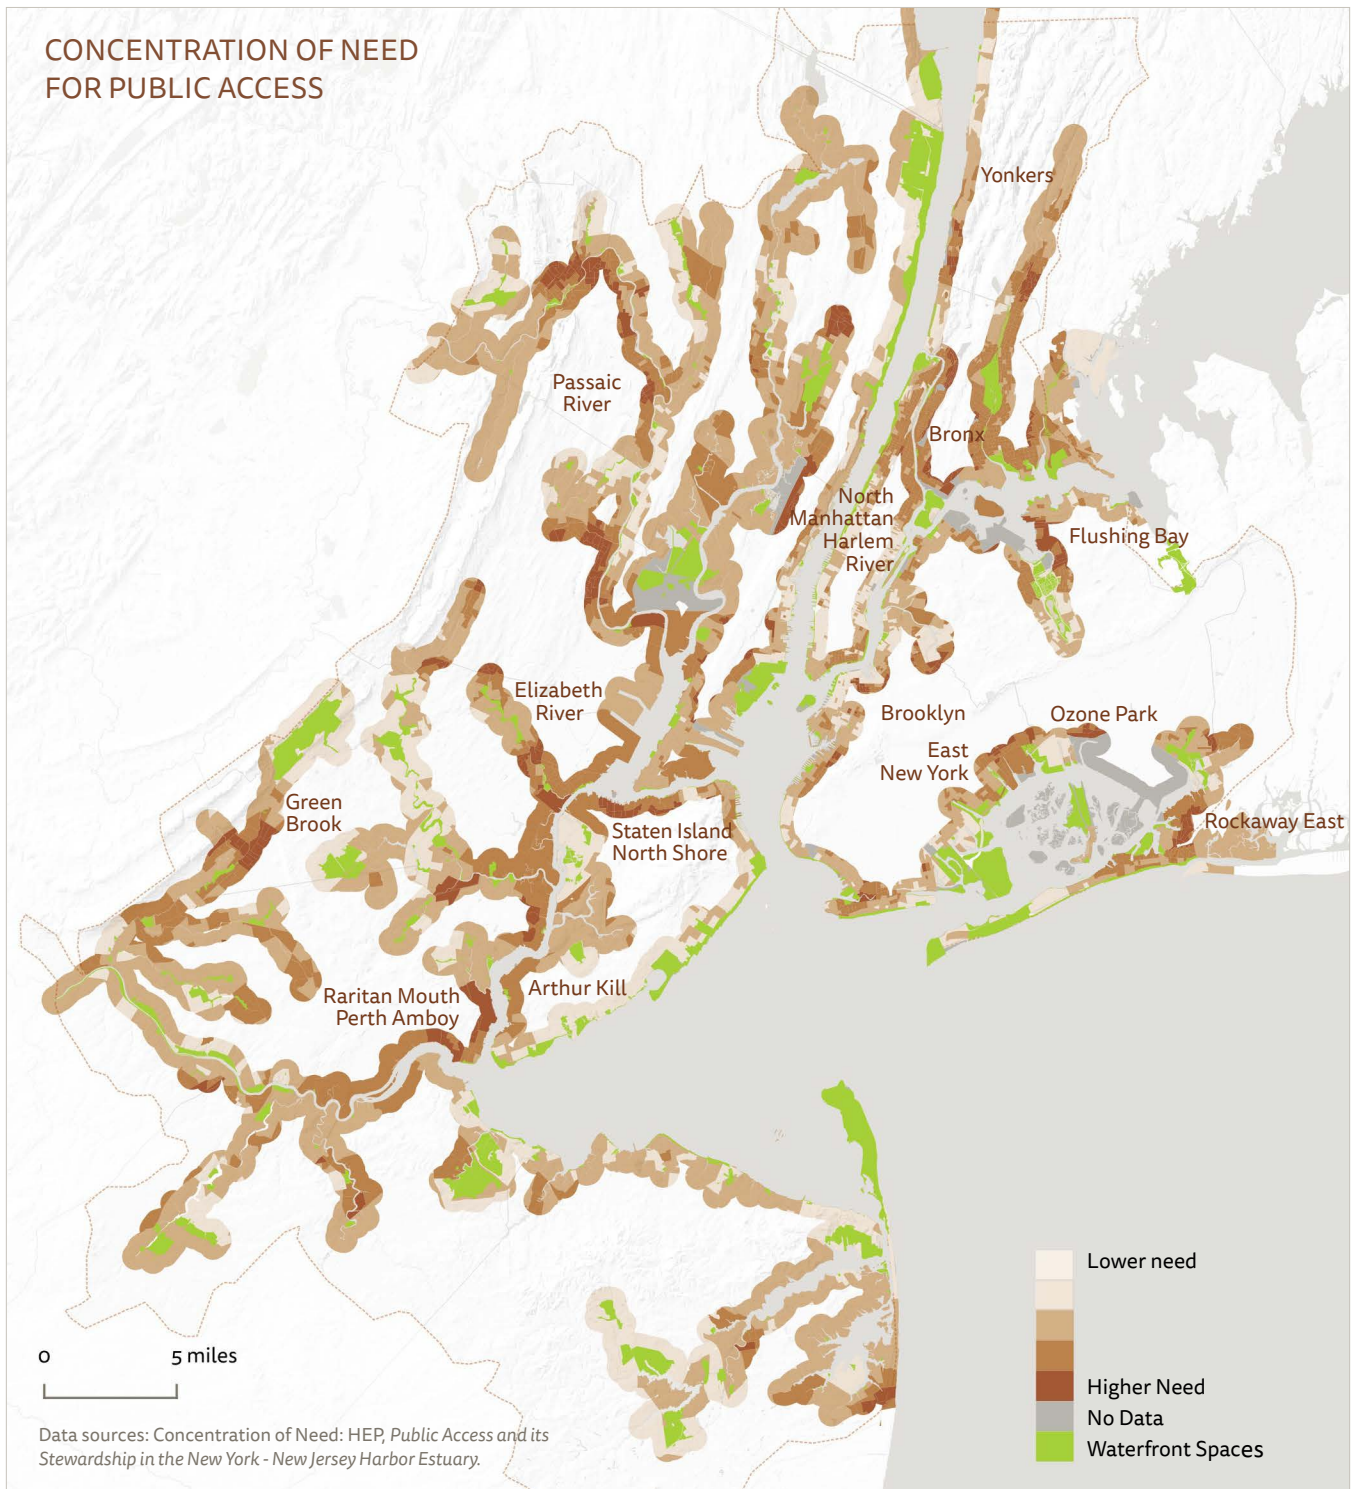 CONCENTRATION OF NEED
FOR PUBLIC ACCESS
Yonkers
Passaic
River
Bronx
North
Manhattan
Harlem
River
Flushing Bay
Elizabeth
River
Brooklyn
Ozone Park
East
New York
Green
Brook
Staten Island
North Shore
Rockaway East
Raritan Mouth
Perth Amboy
Arthur Kill
Lower need
Higher Need
No Data
Waterfront Spaces
0 5 miles
Data sources: Concentration of Need: HEP, Public Access and its
Stewardship in the New York - New Jersey Harbor Estuary.